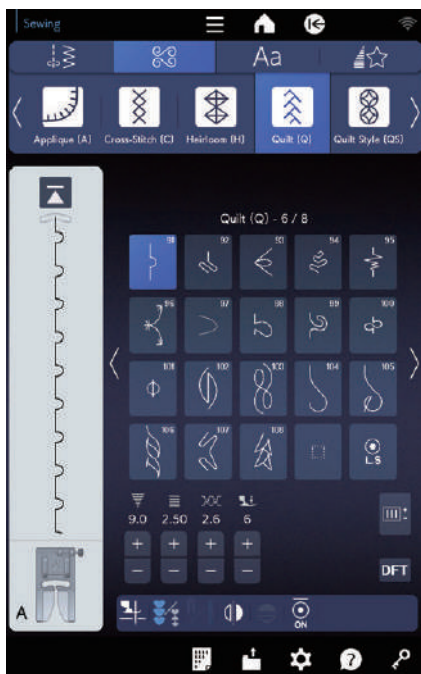 Sewing
Aa
Applique (A) Cross-Stitch (C) Heirloom (H) Quilt (Q) Quilt Style (QS)
Quilt (Q) - 6 / 8
91 92 93 94 95
96 97 98 99 100
101 102 103 104 105
106 107 108
LS
9.0 2.50 2.6 6
+ + + +
- - - -
DFT
A
ON
?